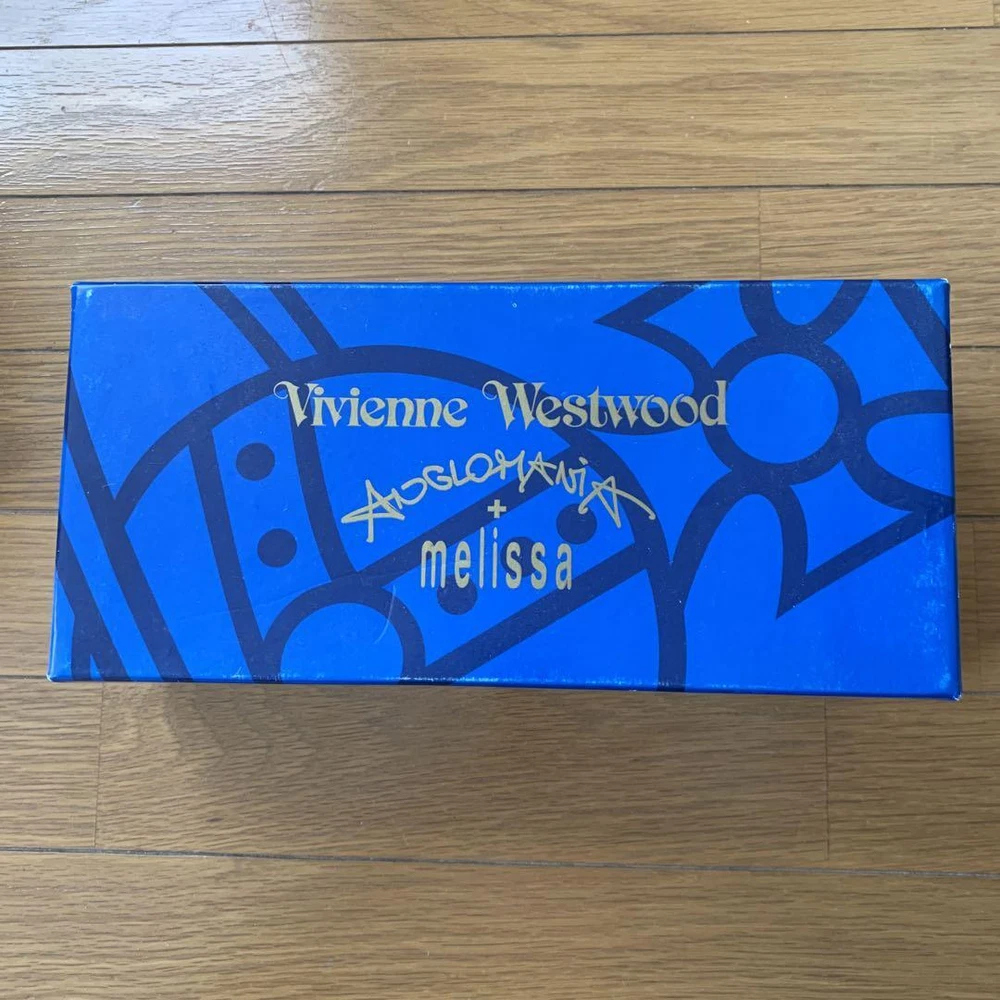 Vivienne Westwood
ANGLOMANiA
+
melissa